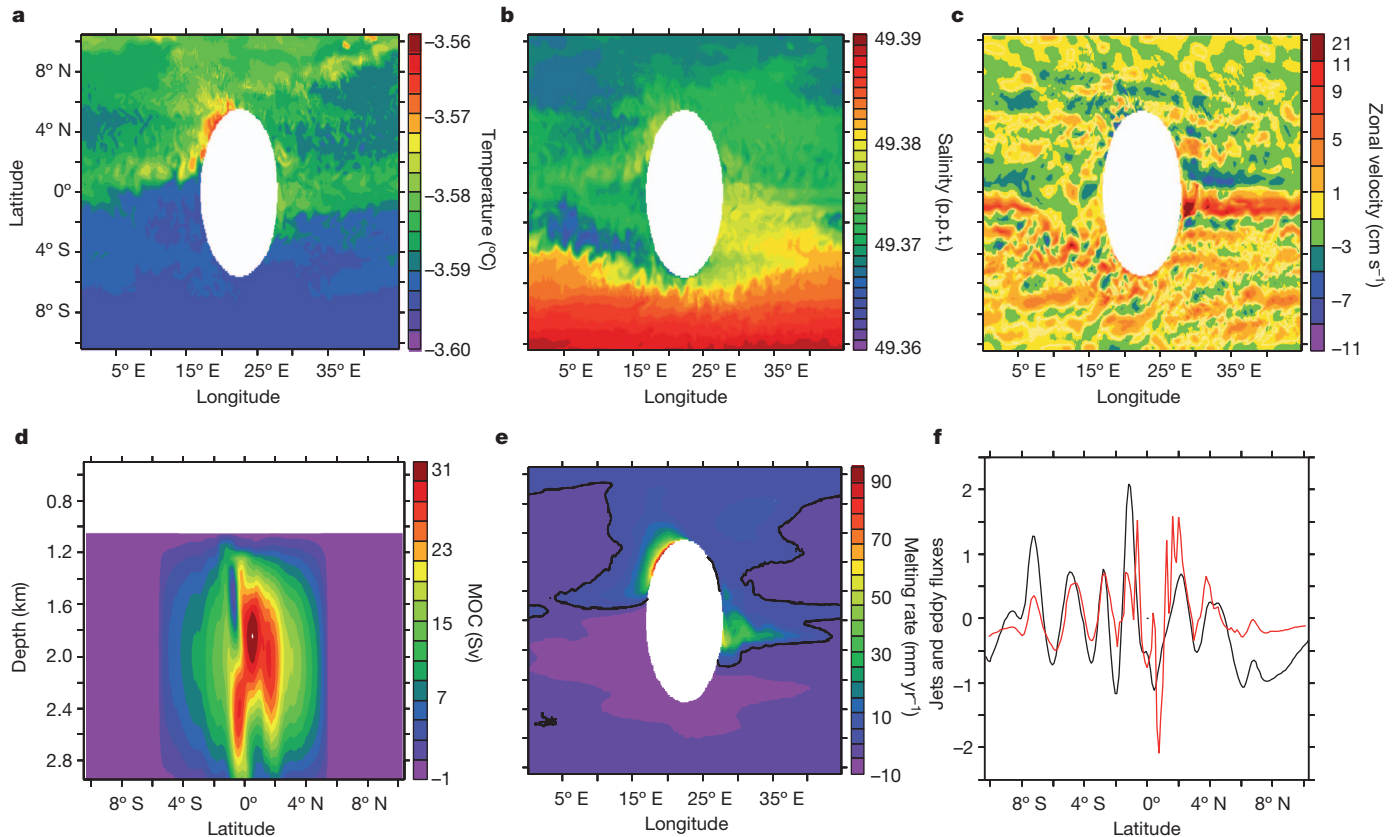 a
8° N
4° N
0°
4° S
8° S
Latitude
5° E 15° E 25° E 35° E
Longitude
–3.56
–3.57
–3.58
–3.59
–3.60
Temperature (°C)
b
5° E 15° E 25° E 35° E
Longitude
49.39
49.38
49.37
49.36
Salinity (p.p.t.)
c
5° E 15° E 25° E 35° E
Longitude
21
11
9
5
1
–3
–7
–11
Zonal velocity (cm s⁻¹)
d
0.8
1.2
1.6
2.0
2.4
2.8
Depth (km)
8° S 4° S 0° 4° N 8° N
Latitude
31
23
15
7
–1
MOC (Sv)
e
5° E 15° E 25° E 35° E
Longitude
90
70
50
30
10
–10
Melting rate (mm yr⁻¹)
f
2
1
0
–1
–2
Jets and eddy fluxes
8° S 4° S 0° 4° N 8° N
Latitude